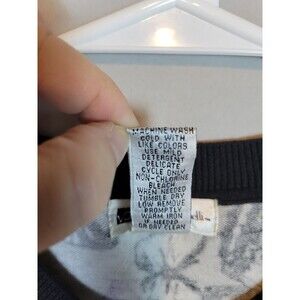 MACHINE WASH
COLD WITH
LIKE COLORS
USE MILD
DETERGENT
DELICATE
CYCLE ONLY
NON-CHLORINE
BLEACH
WHEN NEEDED
TUMBLE DRY
LOW REMOVE
PROMPTLY
WARM IRON
IF NEEDED
OR DRY CLEAN